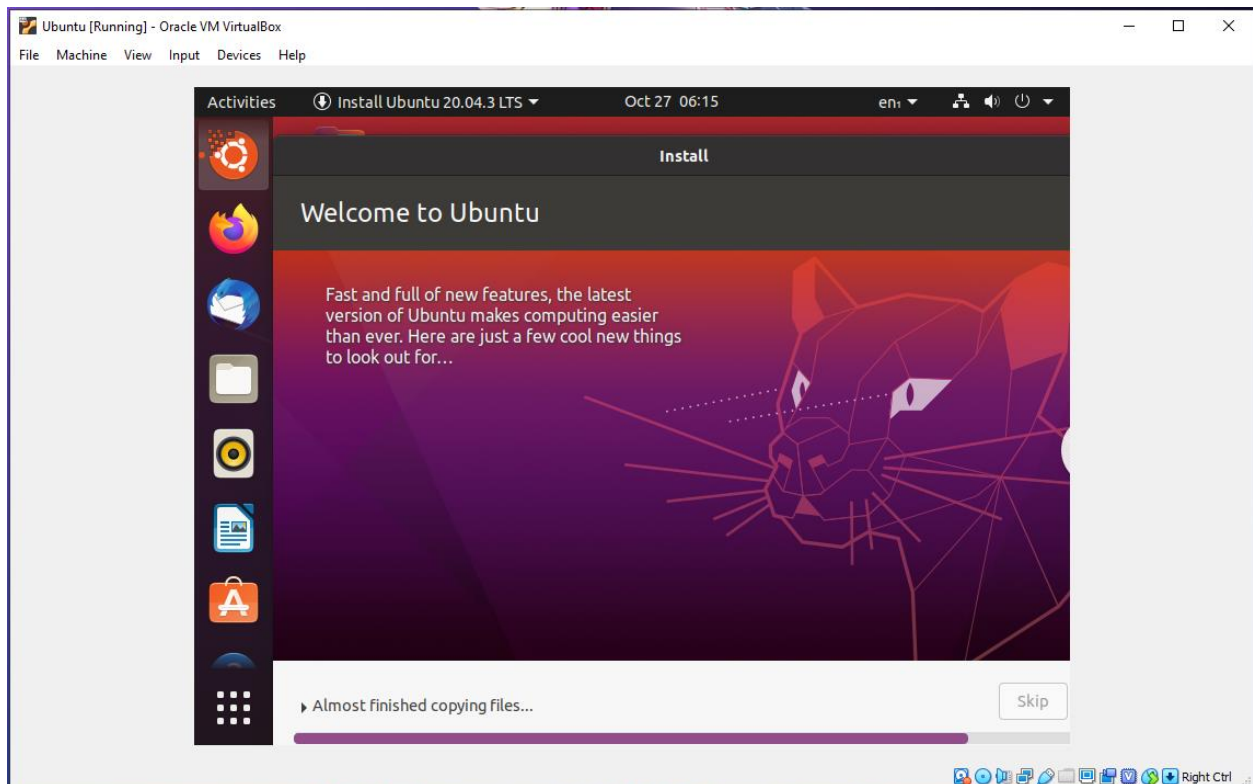 Ubuntu [Running] - Oracle VM VirtualBox
File Machine View Input Devices Help
Activities Install Ubuntu 20.04.3 LTS Oct 27 06:15 en₁
Install
Welcome to Ubuntu
Fast and full of new features, the latest
version of Ubuntu makes computing easier
than ever. Here are just a few cool new things
to look out for…
Almost finished copying files...
Skip
Right Ctrl